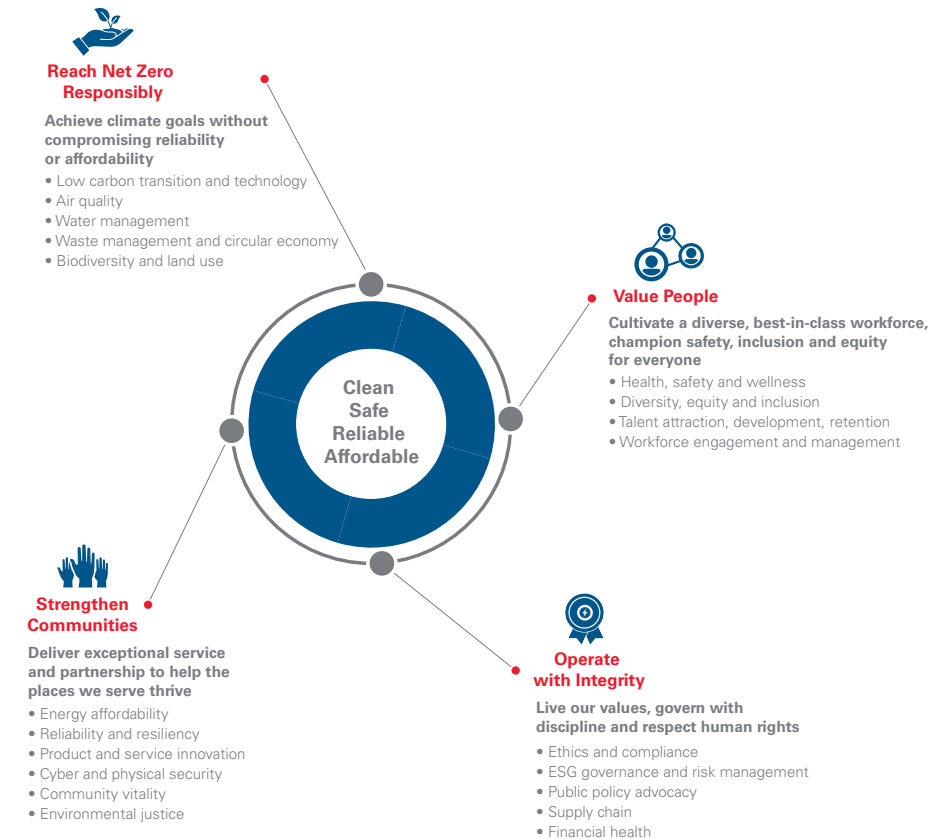 Reach Net Zero
Responsibly
Achieve climate goals without
compromising reliability
or affordability
• Low carbon transition and technology
• Air quality
• Water management
• Waste management and circular economy
• Biodiversity and land use
Value People
Cultivate a diverse, best-in-class workforce,
champion safety, inclusion and equity
for everyone
• Health, safety and wellness
• Diversity, equity and inclusion
• Talent attraction, development, retention
• Workforce engagement and management
Clean
Safe
Reliable
Affordable
Strengthen
Communities
Deliver exceptional service
and partnership to help the
places we serve thrive
• Energy affordability
• Reliability and resiliency
• Product and service innovation
• Cyber and physical security
• Community vitality
• Environmental justice
Operate
with Integrity
Live our values, govern with
discipline and respect human rights
• Ethics and compliance
• ESG governance and risk management
• Public policy advocacy
• Supply chain
• Financial health